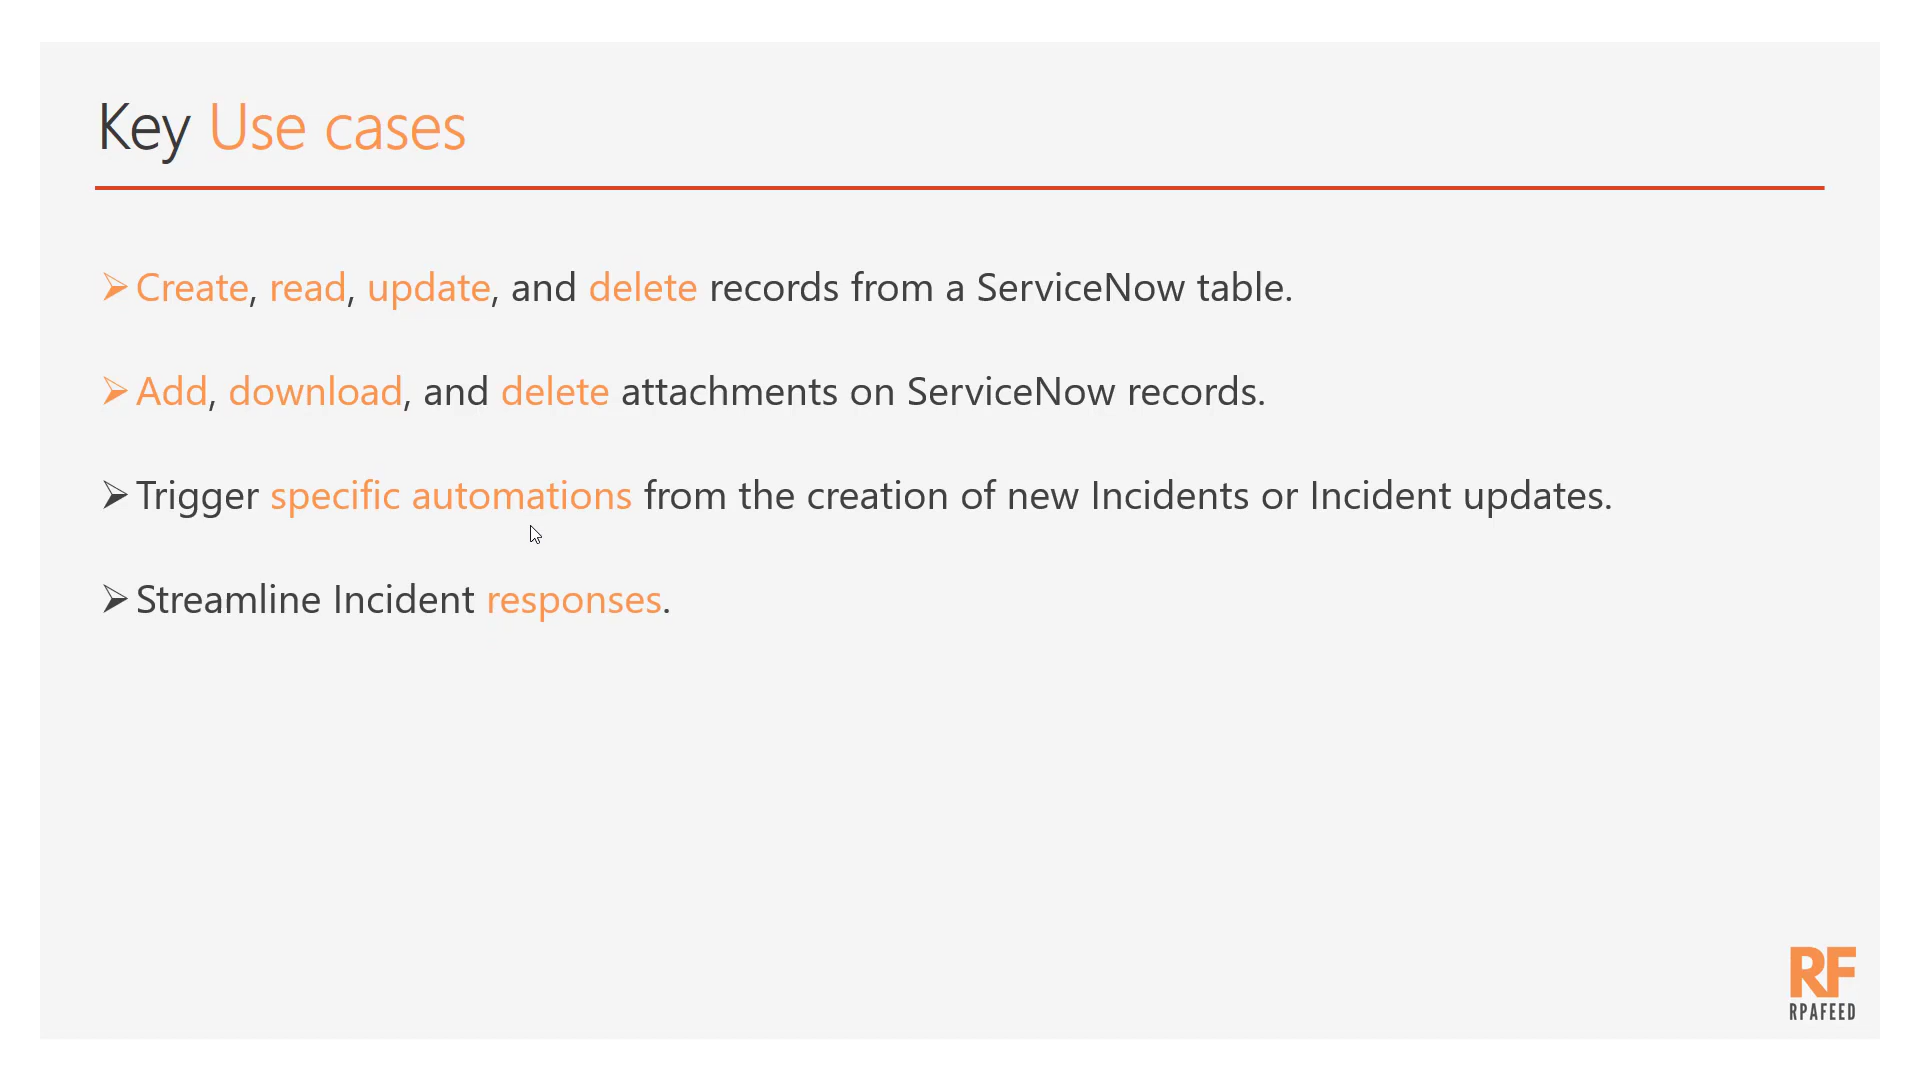 Key Use cases
➢Create, read, update, and delete records from a ServiceNow table.
➢Add, download, and delete attachments on ServiceNow records.
➢Trigger specific automations from the creation of new Incidents or Incident updates.
➢Streamline Incident responses.
RF
RPAFEED